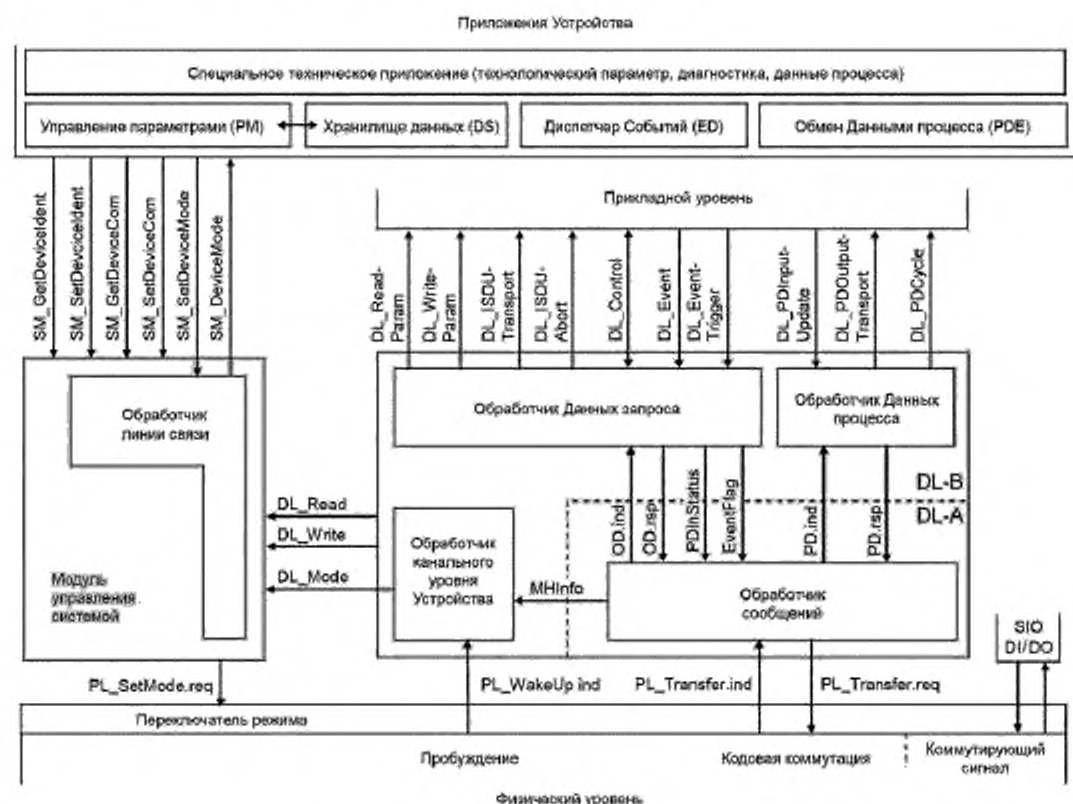 Приложения Устройства
Специальное техническое приложение (технологический параметр, диагностика, данные процесса)
Управление параметрами (PM)
Хранилище данных (DS)
Диспетчер Событий (ED)
Обмен Данными процесса (PDE)
Прикладной уровень
SM_GetDeviceIdent
SM_SetDeviceIdent
SM_GetDeviceCom
SM_SetDeviceCom
SM_SetDeviceMode
SM_DeviceMode
DL_Read-
Param
DL_Write-
Param
DL_ISDU-
Transport
DL_ISDU-
Abort
DL_Control
DL_Event
DL_Event-
Trigger
DL_PDInput-
Update
DL_PDOutput-
Transport
DL_PDCycle
Обработчик
линии связи
Обработчик Данных запроса
Обработчик Данных
процесса
DL-B
DL-A
OD.ind
OD.rsp
PDInStatus
EventFlag
PD.ind
PD.rsp
DL_Read
DL_Write
DL_Mode
Обработчик
канального
уровня
Устройства
MHInfo
Обработчик
сообщений
Модуль
управления
системой
SIO
DI/DO
PL_SetMode.req
PL_WakeUp.ind
PL_Transfer.ind
PL_Transfer.req
Переключатель режима
Пробуждение
Кодовая коммутация
Коммутирующий
сигнал
Физический уровень